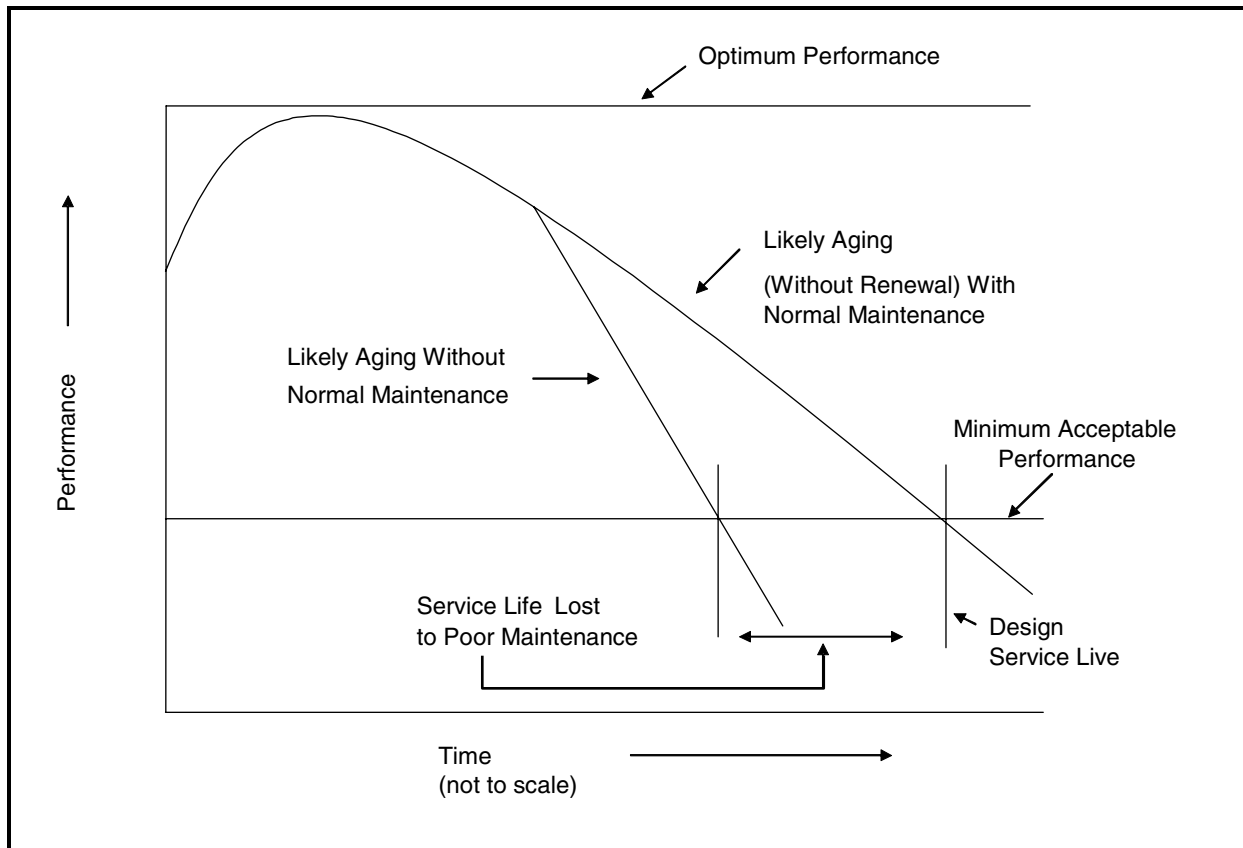 Optimum Performance
Likely Aging
(Without Renewal) With
Normal Maintenance
Likely Aging Without
Normal Maintenance
Minimum Acceptable
Performance
Performance
Service Life Lost
to Poor Maintenance
Design
Service Live
Time
(not to scale)